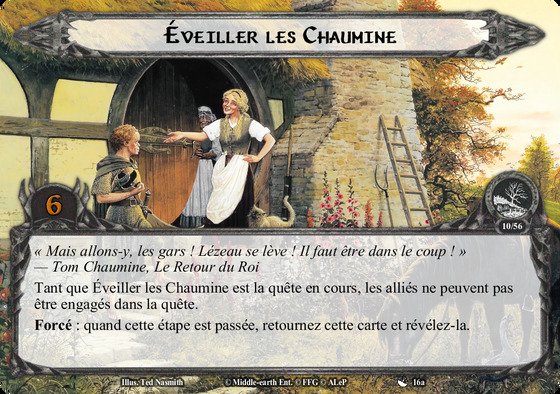 ÉVEILLER LES CHAUMINE
6
10/56
« Mais allons-y, les gars ! Lézeau se lève ! Il faut être dans le coup ! »
— Tom Chaumine, Le Retour du Roi
Tant que Éveiller les Chaumine est la quête en cours, les alliés ne peuvent pas
être engagés dans la quête.
Forcé : quand cette étape est passée, retournez cette carte et révélez-la.
Illus. Ted Nasmith © Middle-earth Ent. © FFG © ALeP 16a